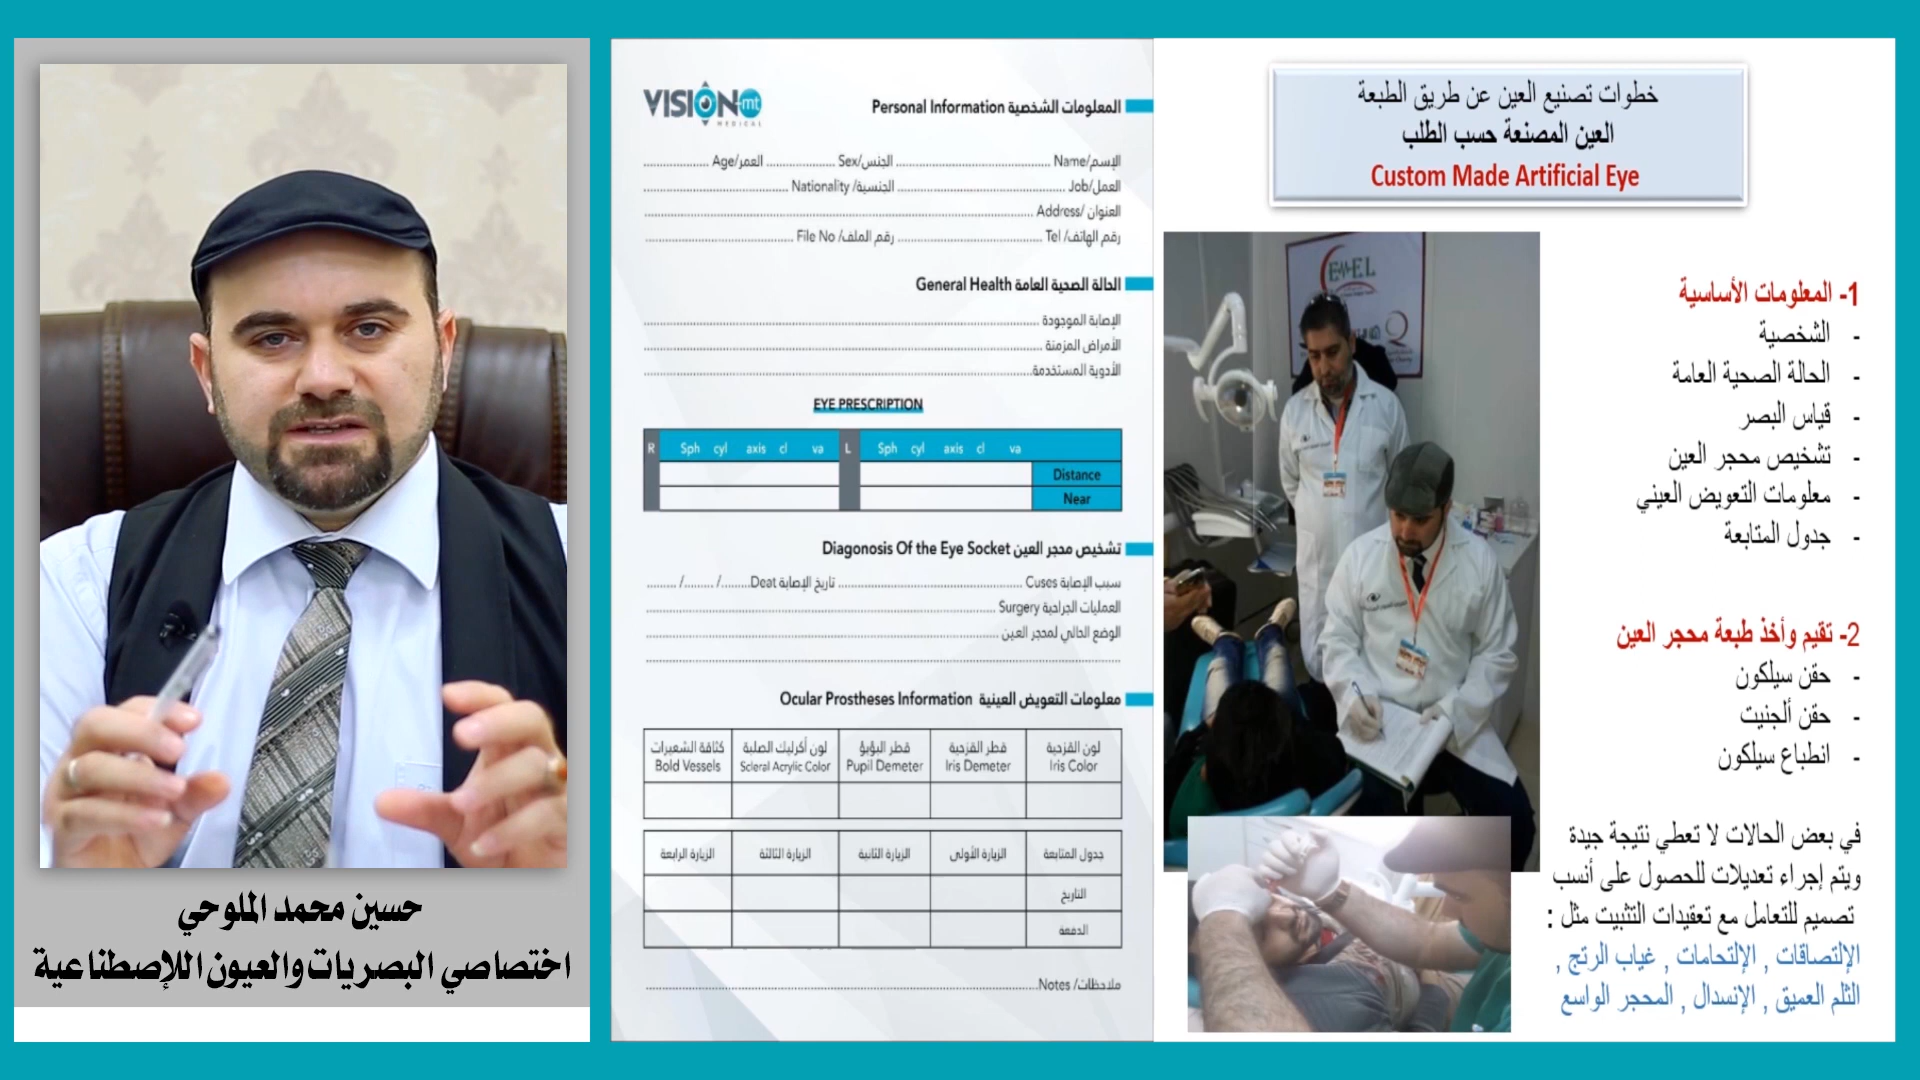 حسين محمد الملوحي
اختصاصي البصريات والعيون اللإصطناعية
VISION mt
MEDICAL
المعلومات الشخصية Personal Information
الإسم/Name ........ الجنس/Sex ........ العمر/Age ........
العمل/Job ........ الجنسية/ Nationality ........
العنوان /Address ........
رقم الهاتف/ Tel ........ رقم الملف/ File No ........
الحالة الصحية العامة General Health
الإصابة الموجودة ........
الأمراض المزمنة ........
الأدوية المستخدمة ........
EYE PRESCRIPTION
R Sph cyl axis cl va L Sph cyl axis cl va
Distance
Near
تشخيص محجر العين Diagonosis Of the Eye Socket
سبب الإصابة Cuses ........ تاريخ الإصابة Deat ......../......../........
العمليات الجراحية Surgery ........
الوضع الحالي لمحجر العين ........
معلومات التعويض العينية Ocular Prostheses Information
لون القزحية قطر القزحية قطر البؤبؤ لون أكرليك الصلبة كثافة الشعيرات
Iris Color Iris Demeter Pupil Demeter Scleral Acrylic Color Bold Vessels
جدول المتابعة الزيارة الأولى الزيارة الثانية الزيارة الثالثة الزيارة الرابعة
التاريخ
الدفعة
ملاحظات/ Notes ........
خطوات تصنيع العين عن طريق الطبعة
العين المصنعة حسب الطلب
Custom Made Artificial Eye
1- المعلومات الأساسية
- الشخصية
- الحالة الصحية العامة
- قياس البصر
- تشخيص محجر العين
- معلومات التعويض العيني
- جدول المتابعة
2- تقيم وأخذ طبعة محجر العين
- حقن سيلكون
- حقن ألجنيت
- انطباع سيلكون
في بعض الحالات لا تعطي نتيجة جيدة
ويتم إجراء تعديلات للحصول على أنسب
تصميم للتعامل مع تعقيدات التثبيت مثل :
الإلتصاقات , الإلتحامات , غياب الرتج ,
الثلم العميق , الإنسدال , المحجر الواسع